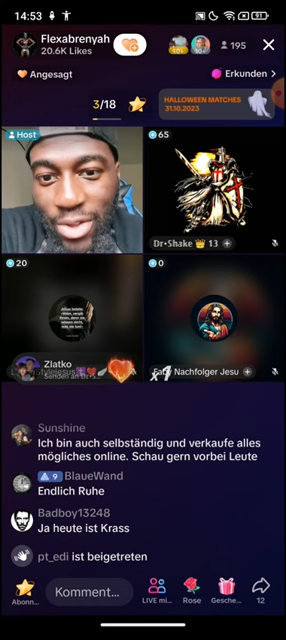 14:53
91
Flexabrenyah
20.6K Likes
195
Angesagt
Erkunden
3/18
HALLOWEEN MATCHES
31.10.2023
Host
65
Dr•Shake 👑 13
20
0
Zlatko
x1
Nachfolger Jesu
Sunshine
Ich bin auch selbständig und verkaufe alles
mögliches online. Schau gern vorbei Leute
9 BlaueWand
Endlich Ruhe
Badboy13248
Ja heute ist Krass
pt_edi ist beigetreten
Abonn...
Komment...
LIVE mi...
Rose
Gesche...
12